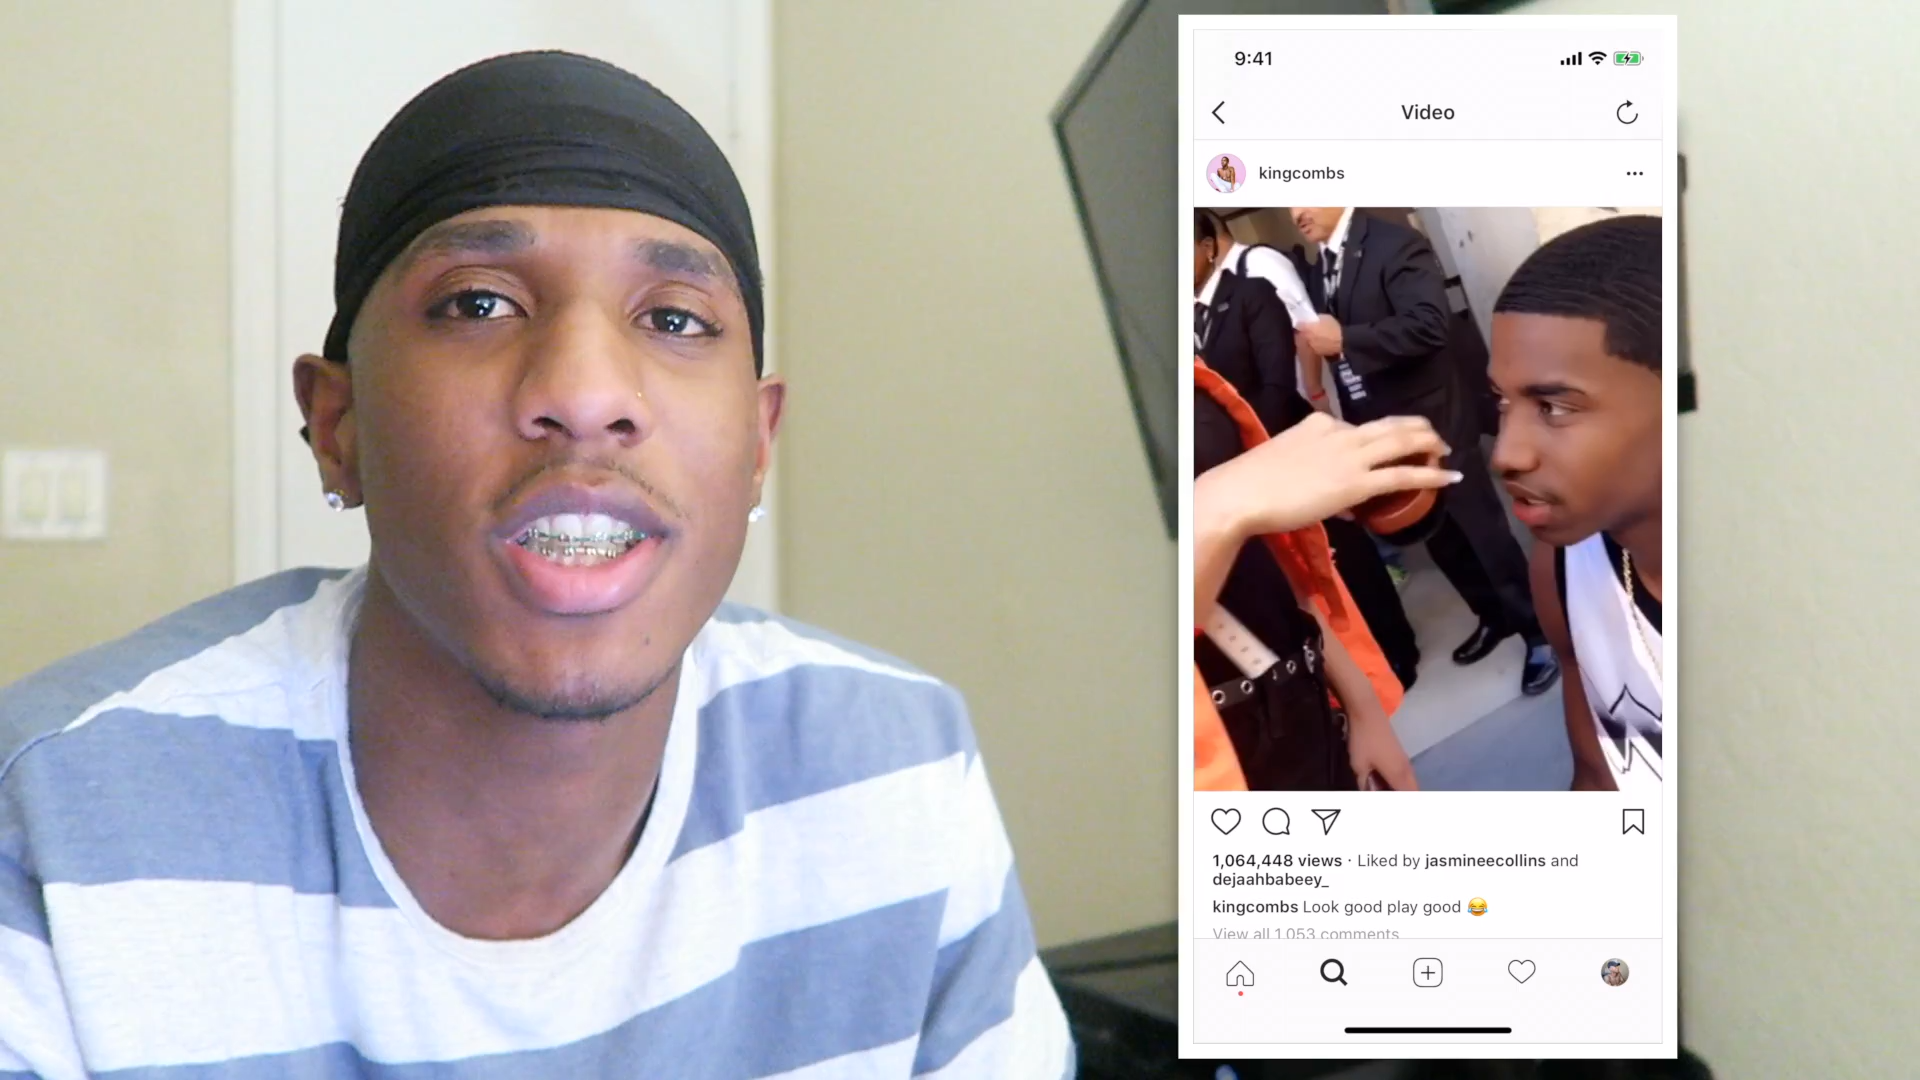 9:41
Video
kingcombs
1,064,448 views · Liked by jasmineecollins and
dejaahbabeey_
kingcombs Look good play good 😂
View all 1,053 comments